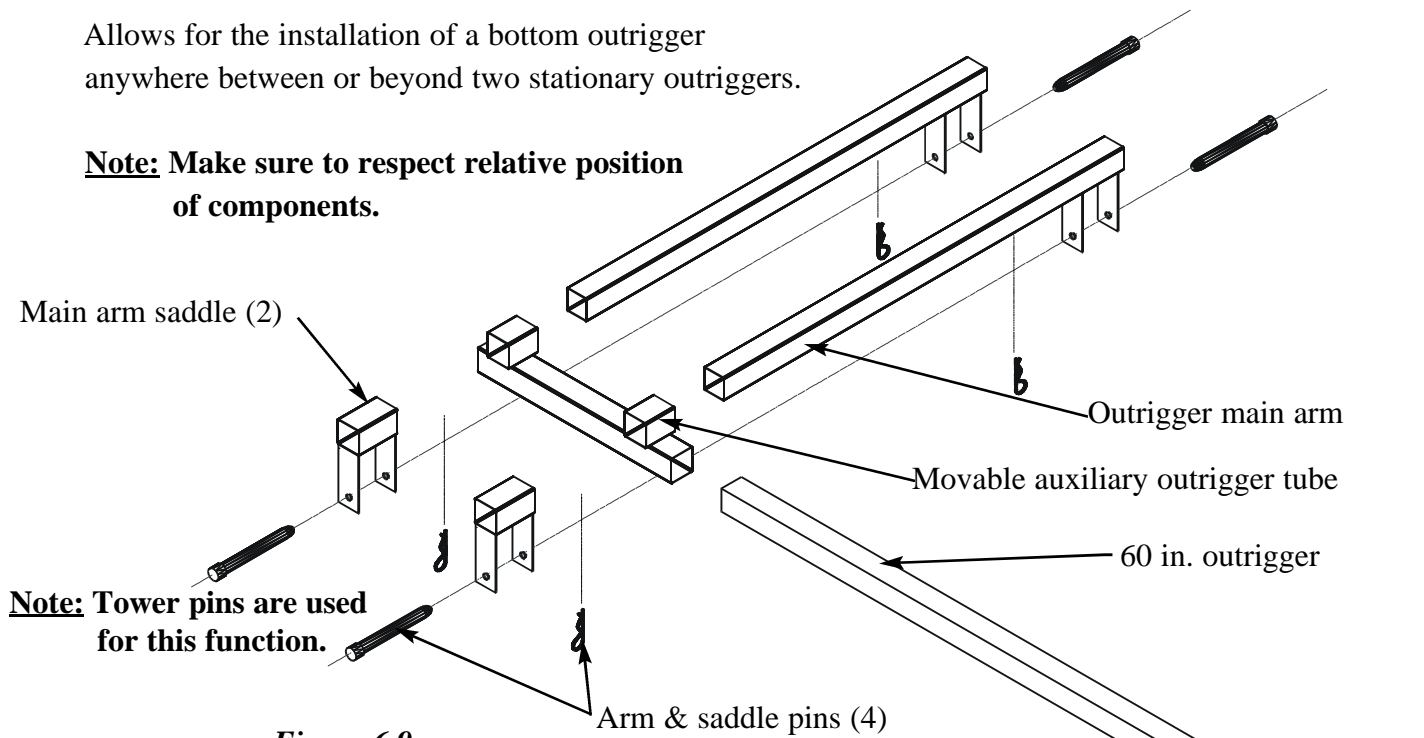 Allows for the installation of a bottom outrigger
anywhere between or beyond two stationary outriggers.
Note: Make sure to respect relative position
of components.
Main arm saddle (2)
Outrigger main arm
Movable auxiliary outrigger tube
60 in. outrigger
Note: Tower pins are used
for this function.
Arm & saddle pins (4)